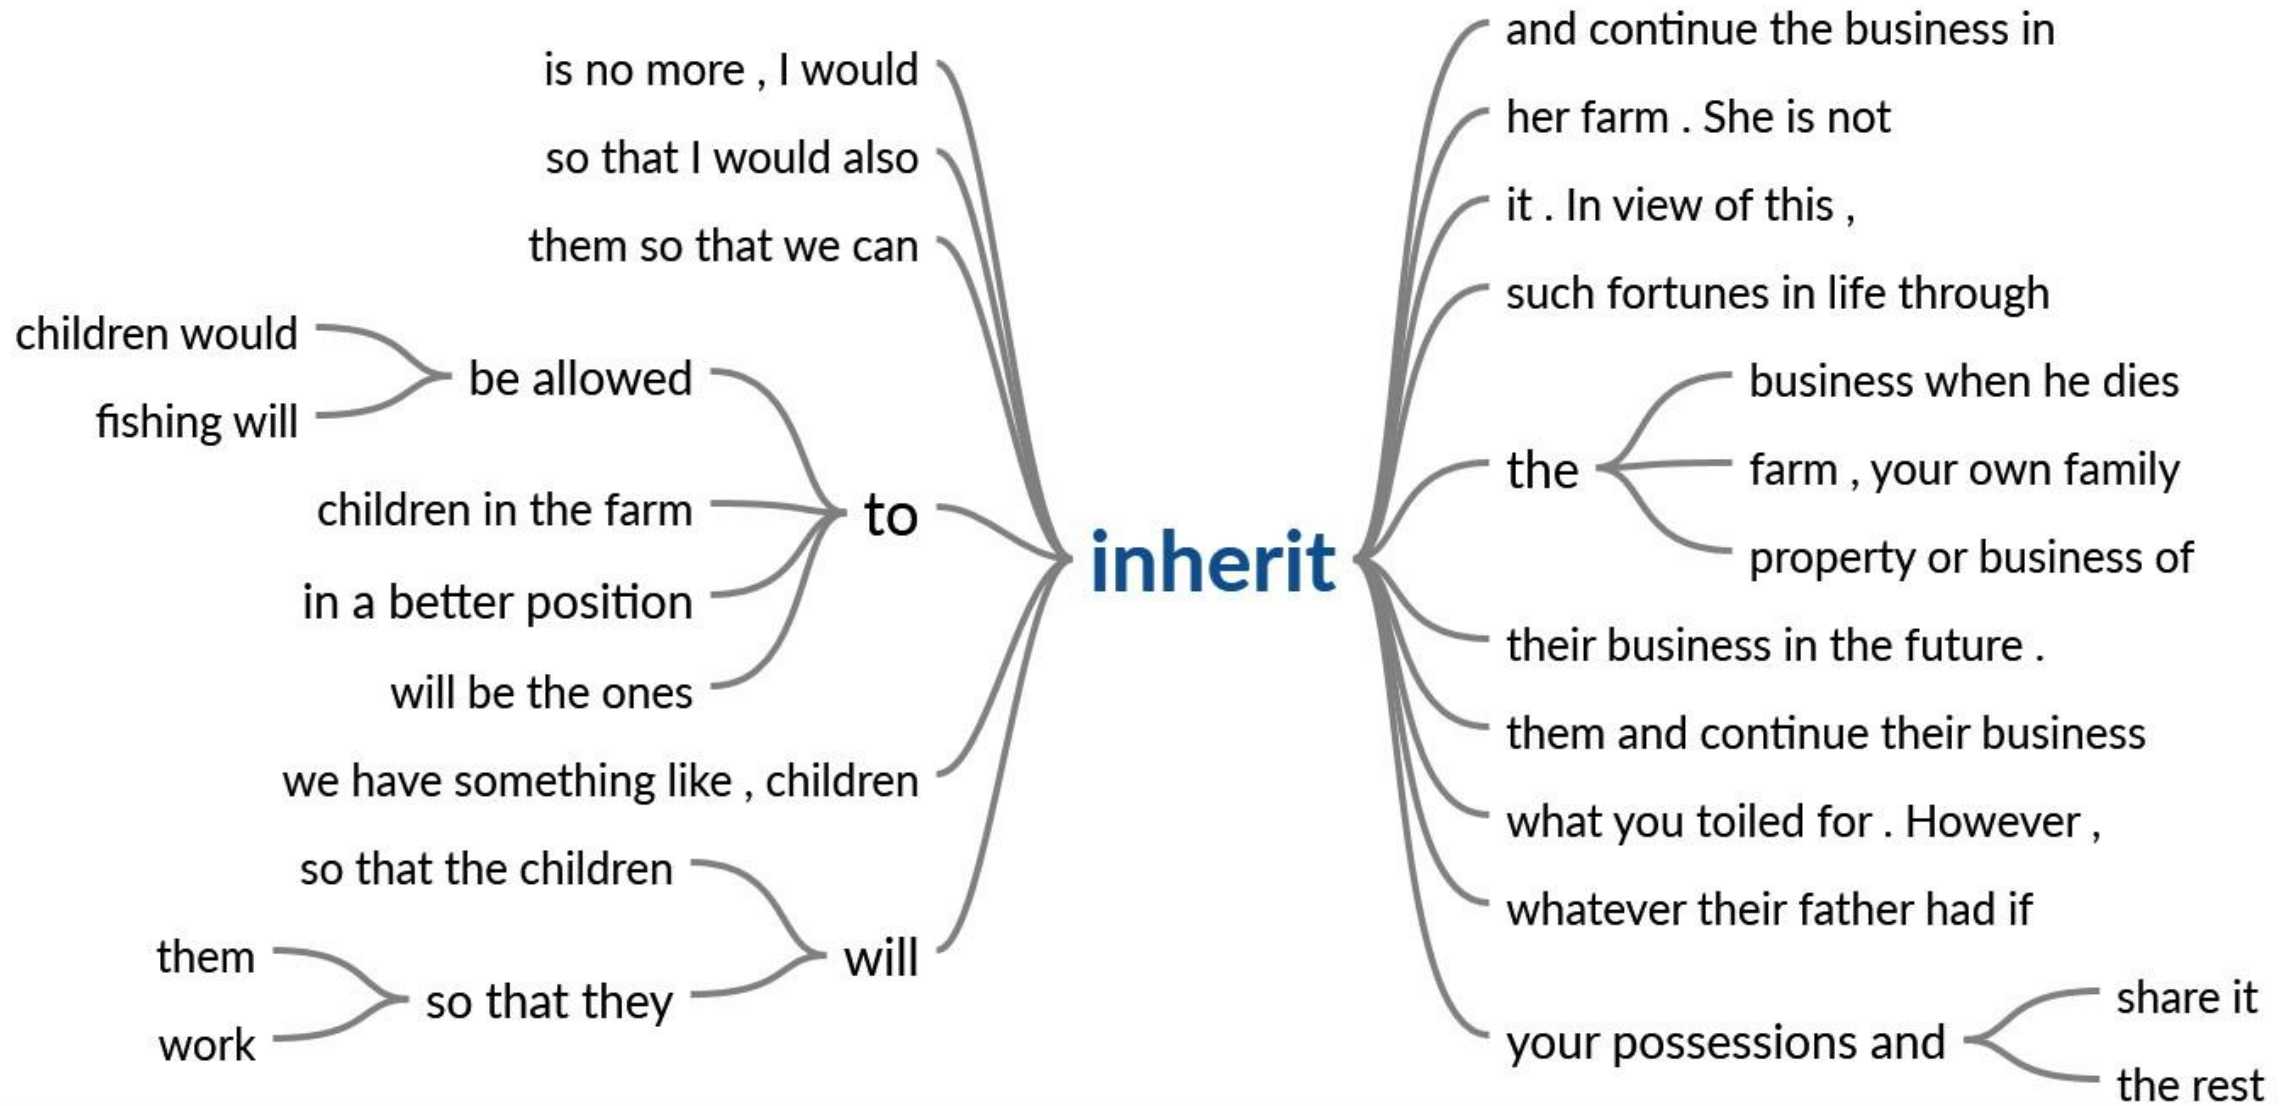 is no more , I would
so that I would also
them so that we can
children would
fishing will
be allowed
children in the farm
in a better position
will be the ones
to
we have something like , children
so that the children
them
work
so that they
will
inherit
and continue the business in
her farm . She is not
it . In view of this ,
such fortunes in life through
the
business when he dies
farm , your own family
property or business of
their business in the future .
them and continue their business
what you toiled for . However ,
whatever their father had if
your possessions and
share it
the rest